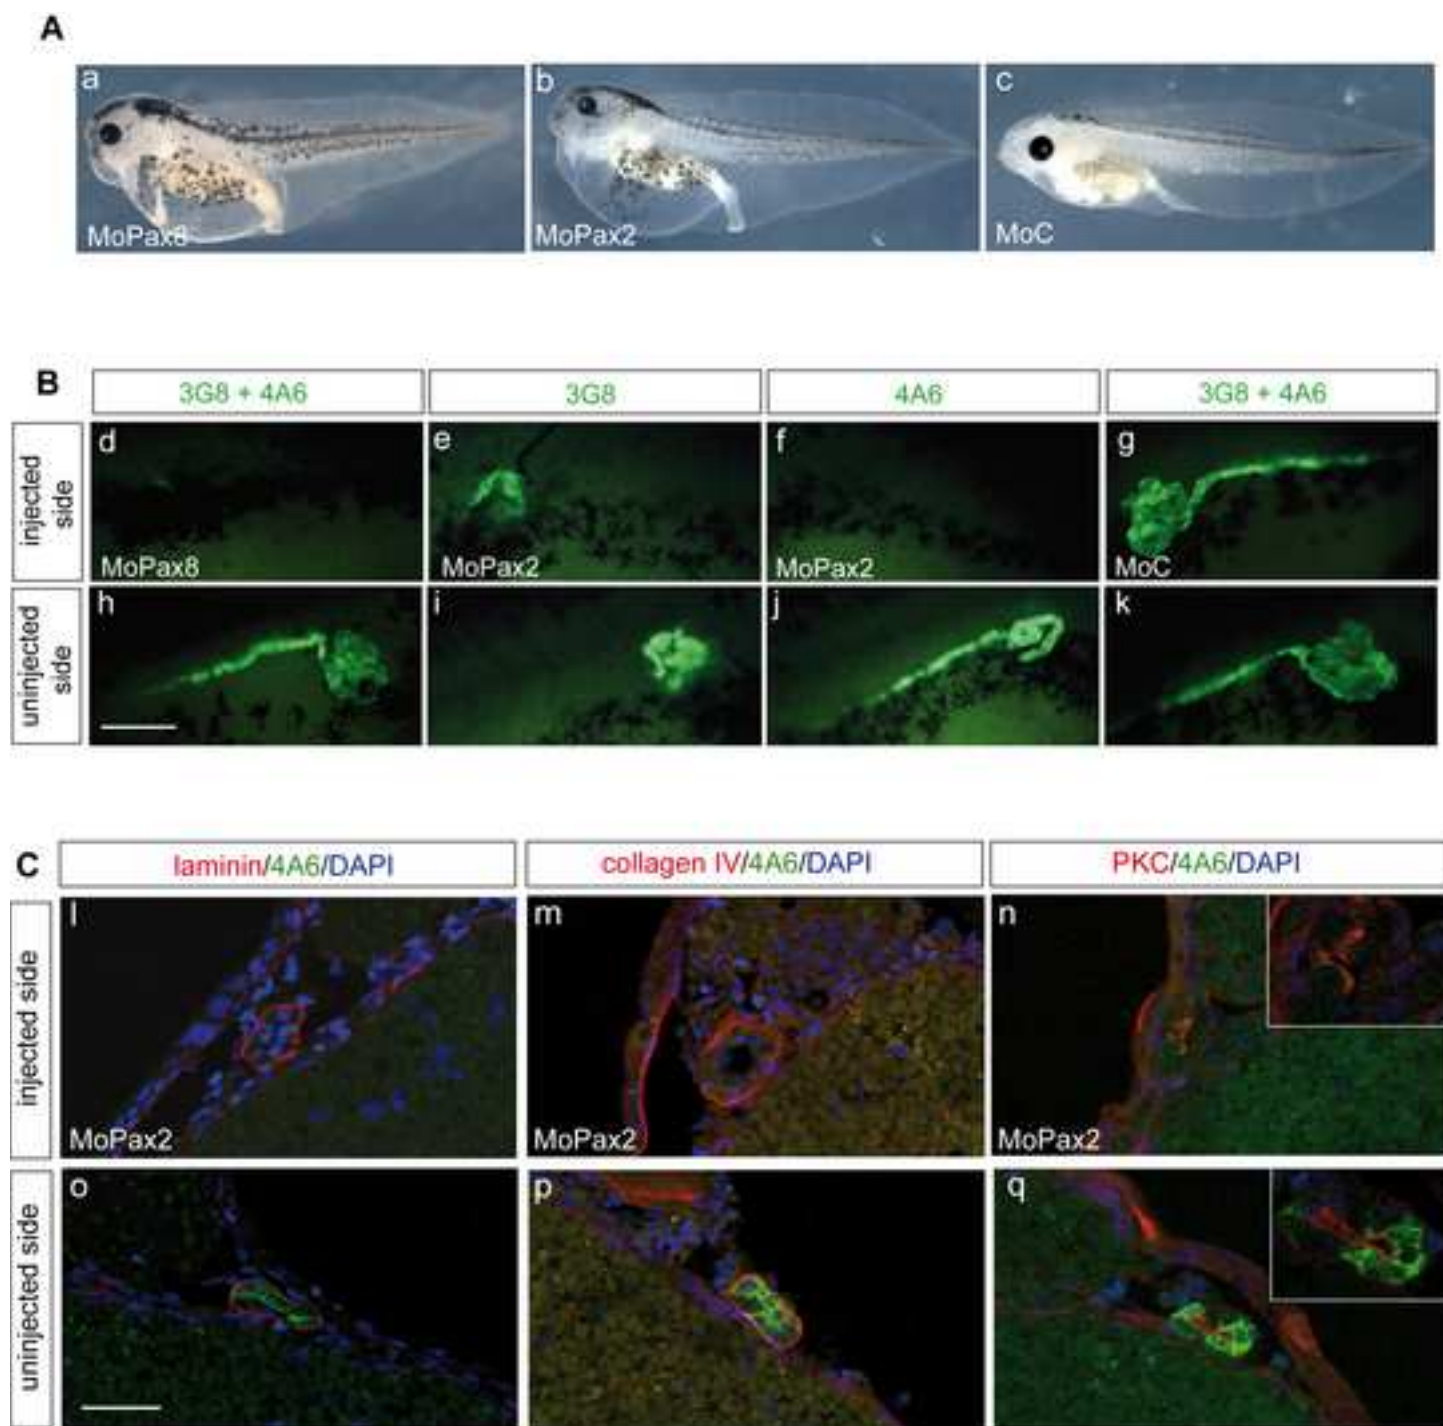 A
a
b
c
MoPax8
MoPax2
MoC
B
3G8 + 4A6
3G8
4A6
3G8 + 4A6
injected side
d
e
f
g
MoPax8
MoPax2
MoPax2
MoC
uninjected side
h
i
j
k
C
laminin/4A6/DAPI
collagen IV/4A6/DAPI
PKC/4A6/DAPI
injected side
l
m
n
MoPax2
MoPax2
MoPax2
uninjected side
o
p
q